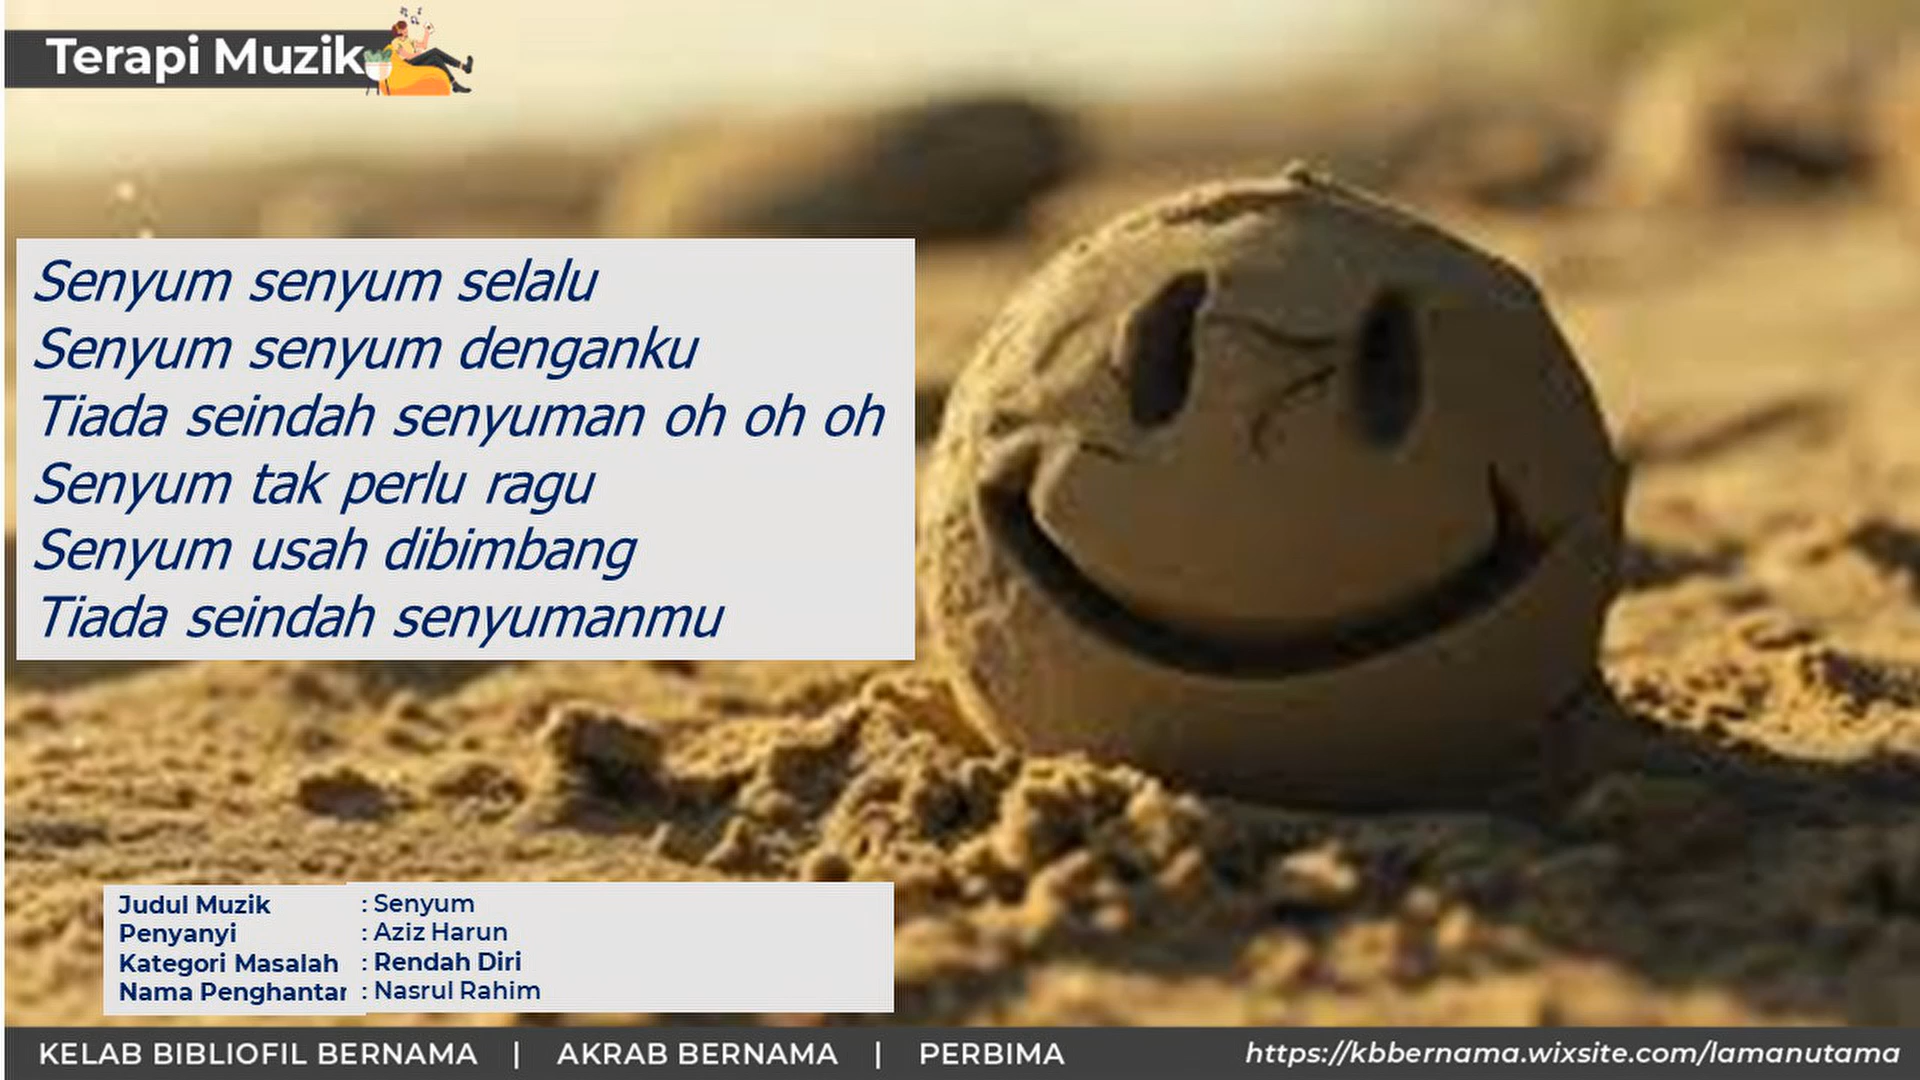 Terapi Muzik
Senyum senyum selalu
Senyum senyum denganku
Tiada seindah senyuman oh oh oh
Senyum tak perlu ragu
Senyum usah dibimbang
Tiada seindah senyumanmu
Judul Muzik : Senyum
Penyanyi : Aziz Harun
Kategori Masalah : Rendah Diri
Nama Penghantar : Nasrul Rahim
KELAB BIBLIOFIL BERNAMA | AKRAB BERNAMA | PERBIMA https://kbbernama.wixsite.com/lamanutama